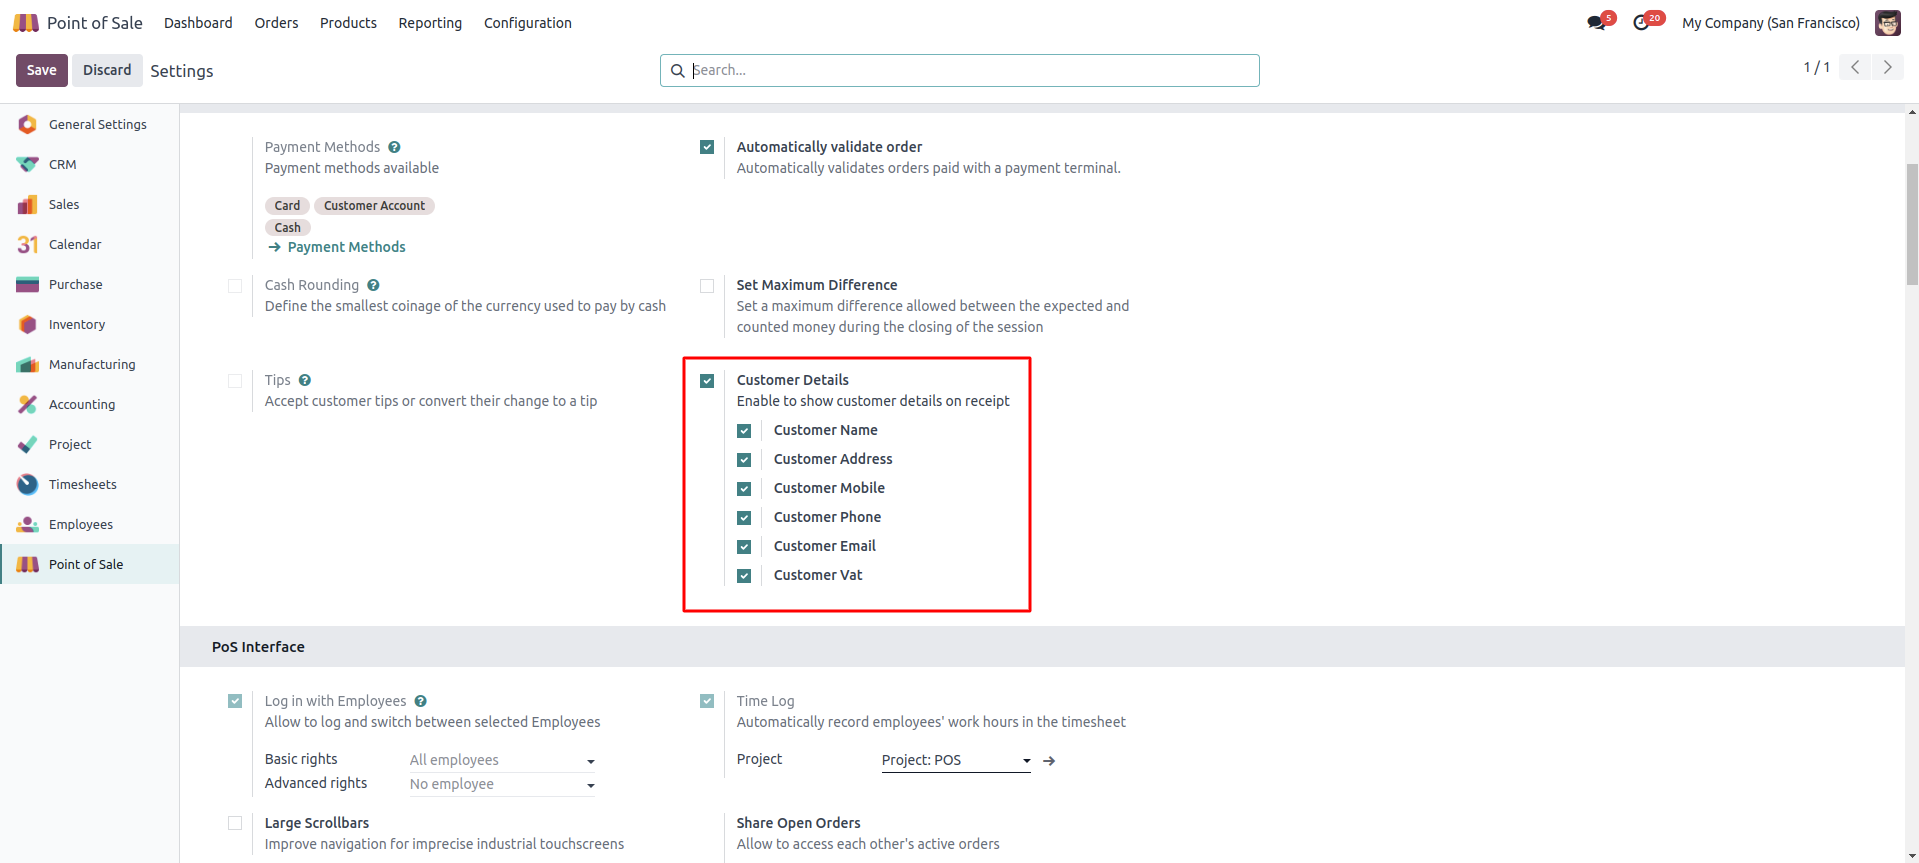 Point of Sale Dashboard Orders Products Reporting Configuration 5 20 My Company (San Francisco)
Save Discard Settings Search... 1 / 1
General Settings
CRM
Sales
31 Calendar
Purchase
Inventory
Manufacturing
Accounting
Project
Timesheets
Employees
Point of Sale
Payment Methods ?
Payment methods available
Card Customer Account
Cash
→ Payment Methods
Automatically validate order
Automatically validates orders paid with a payment terminal.
Cash Rounding ?
Define the smallest coinage of the currency used to pay by cash
Set Maximum Difference
Set a maximum difference allowed between the expected and
counted money during the closing of the session
Tips ?
Accept customer tips or convert their change to a tip
Customer Details
Enable to show customer details on receipt
Customer Name
Customer Address
Customer Mobile
Customer Phone
Customer Email
Customer Vat
PoS Interface
Log in with Employees ?
Allow to log and switch between selected Employees
Basic rights All employees
Advanced rights No employee
Time Log
Automatically record employees' work hours in the timesheet
Project Project: POS
Large Scrollbars
Improve navigation for imprecise industrial touchscreens
Share Open Orders
Allow to access each other's active orders